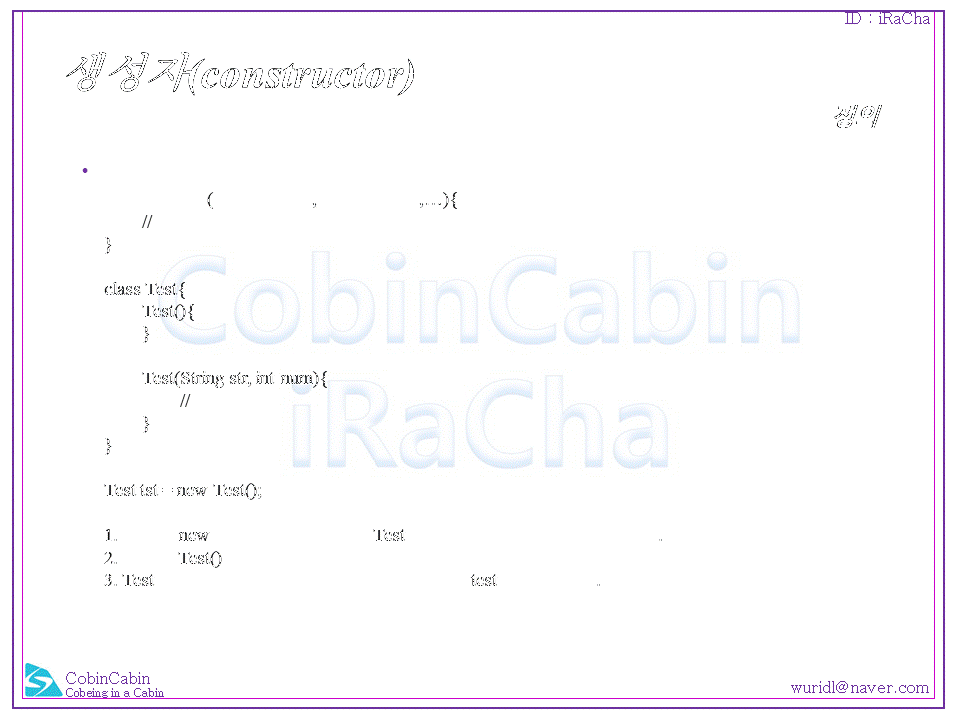 ID : iRaCha
생성자(constructor)
정의
•
( , ,…){
//
}
class Test{
Test(){
}
Test(String str, int num){
//
}
}
CobinCabin
iRaCha
Test tst = new Test();
1. new Test .
2. Test()
3. Test test .
CobinCabin
Cobeing in a Cabin
wuridl@naver.com